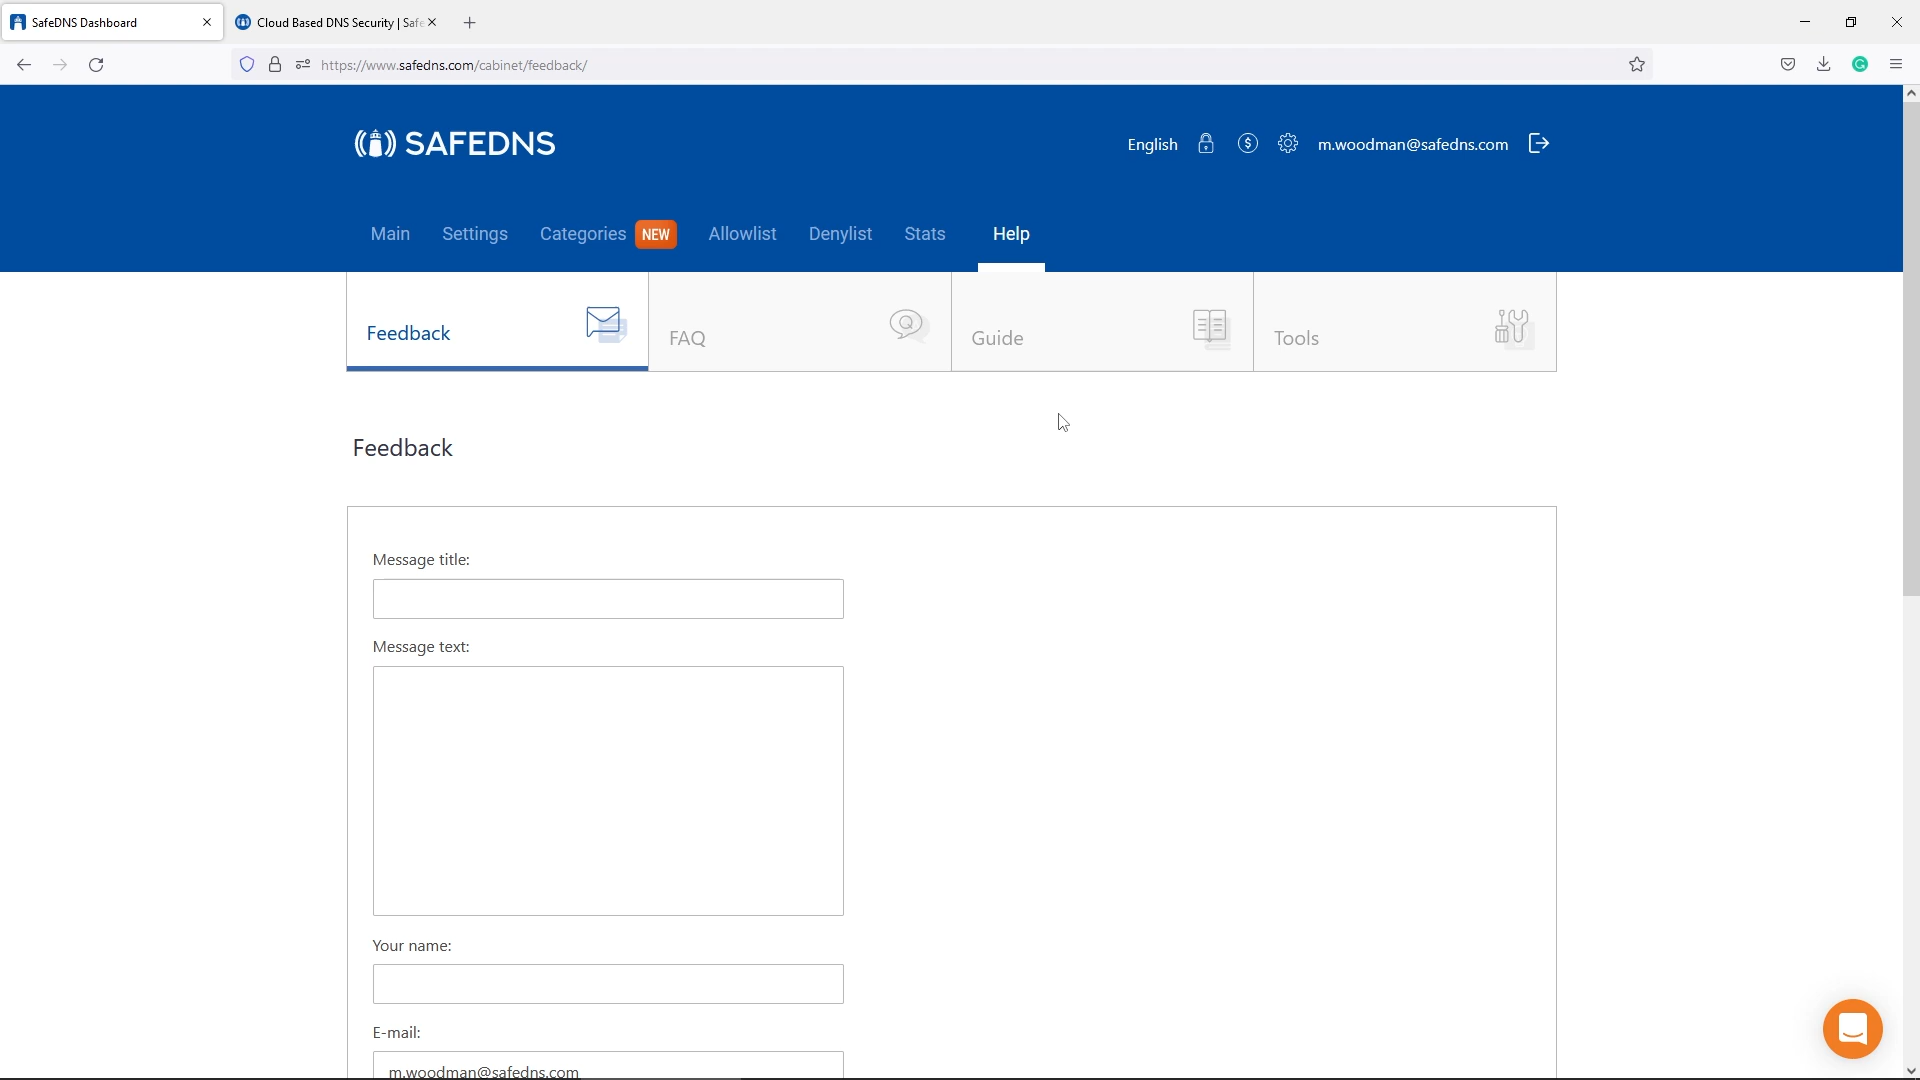 SafeDNS Dashboard
Cloud Based DNS Security | Safe
https://www.safedns.com/cabinet/feedback/
SAFEDNS
English
m.woodman@safedns.com
Main
Settings
Categories
NEW
Allowlist
Denylist
Stats
Help
Feedback
FAQ
Guide
Tools
Feedback
Message title:
Message text:
Your name:
E-mail:
m.woodman@safedns.com